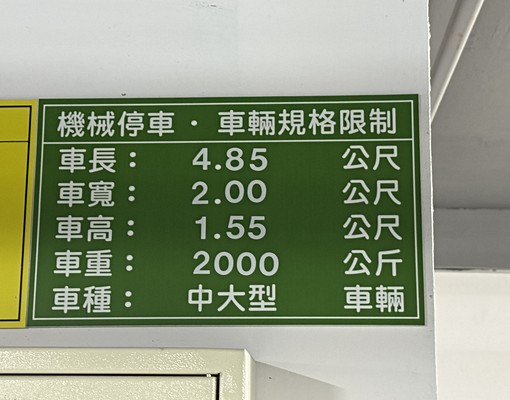 機械停車・車輛規格限制
車長： 4.85 公尺
車寬： 2.00 公尺
車高： 1.55 公尺
車重： 2000 公斤
車種： 中大型 車輛